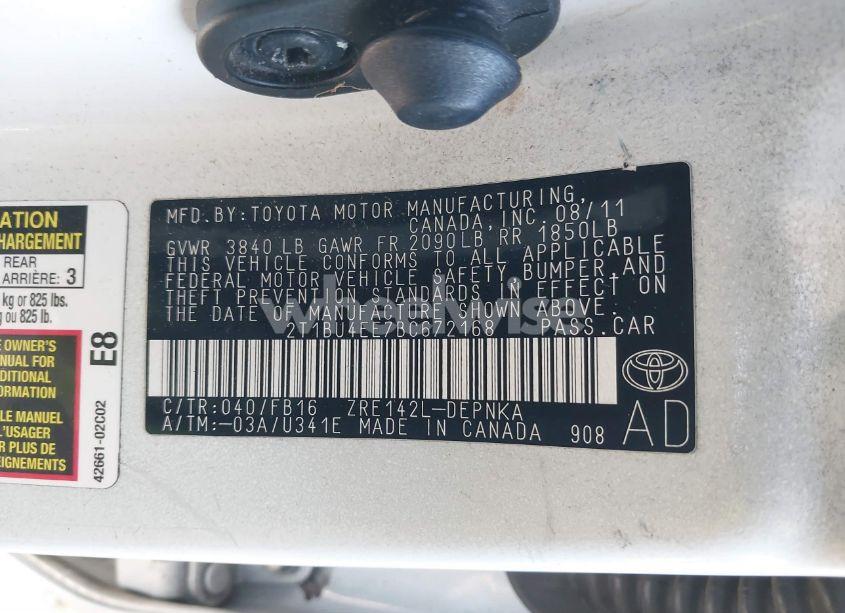 MFD. BY: TOYOTA MOTOR MANUFACTURING,
CANADA, INC. 08/11
GVWR 3840 LB GAWR FR 2090LB RR 1850LB
THIS VEHICLE CONFORMS TO ALL APPLICABLE
FEDERAL MOTOR VEHICLE SAFETY, BUMPER, AND
THEFT PREVENTION STANDARDS IN EFFECT ON
THE DATE OF MANUFACTURE SHOWN ABOVE.
2T1BU4EE7BC672168 PASS. CAR
C/TR: 040/FB16 ZRE142L-DEPNKA
A/TM: -03A/U341E MADE IN CANADA 908
AD
wheelwise
ATION
HARGEMENT
REAR
ARRIÈRE: 3
kg or 825 lbs.
ou 825 lb.
OWNER'S
NUAL FOR
DITIONAL
FORMATION
LE MANUEL
L'USAGER
R PLUS DE
EIGNEMENTS
E8
42661-02C02